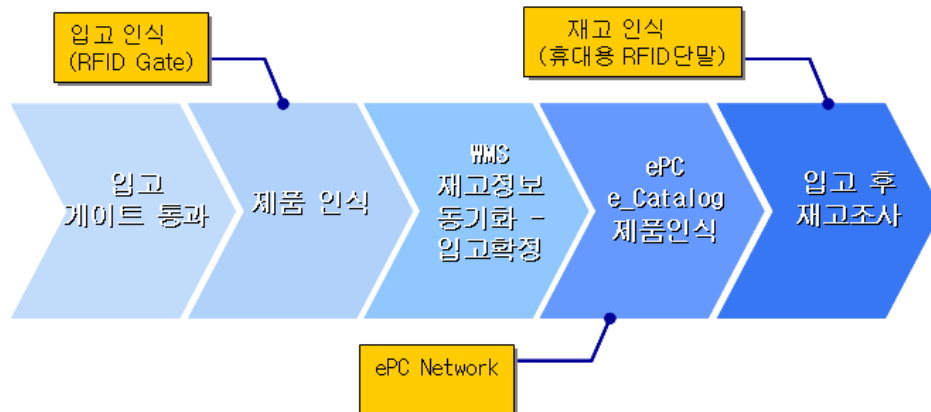 입고 인식
(RFID Gate)
재고 인식
(휴대용 RFID단말)
입고
게이트 통과
제품 인식
WMS
재고정보
동기화 -
입고확정
ePC
e_Catalog
제품인식
입고 후
재고조사
ePC Network